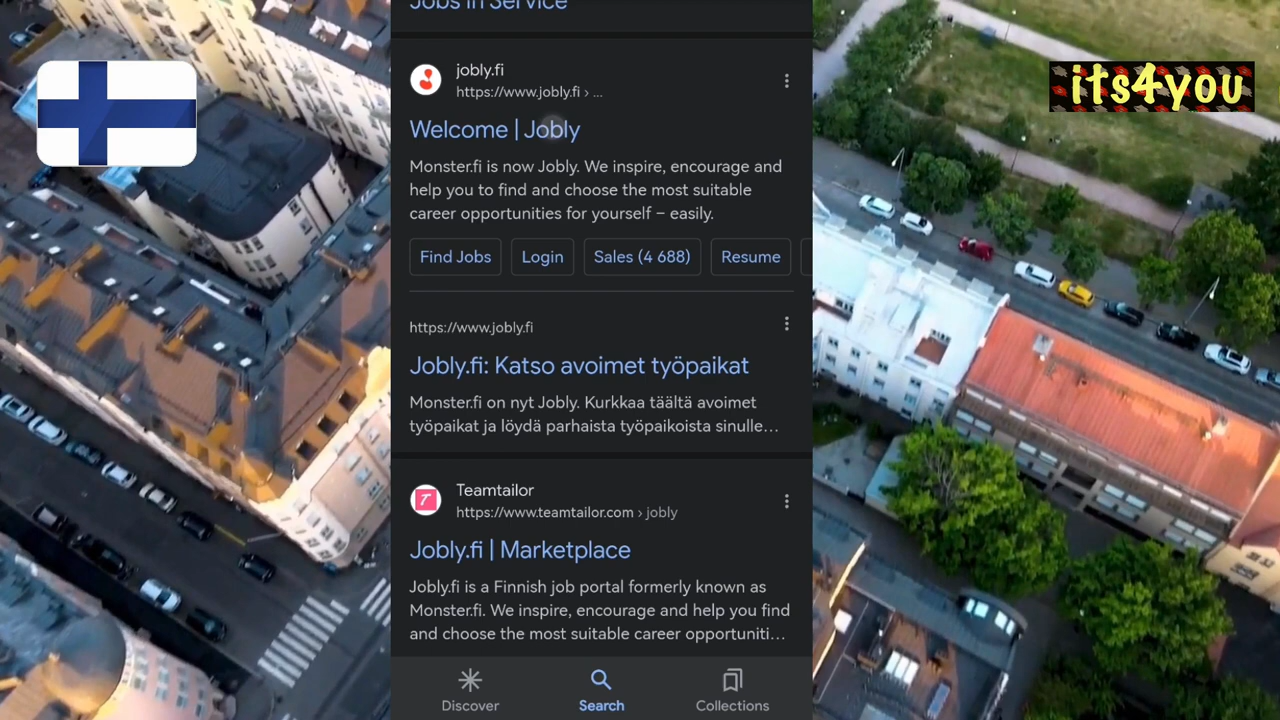 Jobs in Service
jobly.fi
https://www.jobly.fi › ...
Welcome | Jobly
Monster.fi is now Jobly. We inspire, encourage and
help you to find and choose the most suitable
career opportunities for yourself – easily.
Find Jobs
Login
Sales (4 688)
Resume
https://www.jobly.fi
Jobly.fi: Katso avoimet työpaikat
Monster.fi on nyt Jobly. Kurkkaa täältä avoimet
työpaikat ja löydä parhaista työpaikoista sinulle...
Teamtailor
https://www.teamtailor.com › jobly
Jobly.fi | Marketplace
Jobly.fi is a Finnish job portal formerly known as
Monster.fi. We inspire, encourage and help you find
and choose the most suitable career opportuniti...
Discover
Search
Collections
its4you